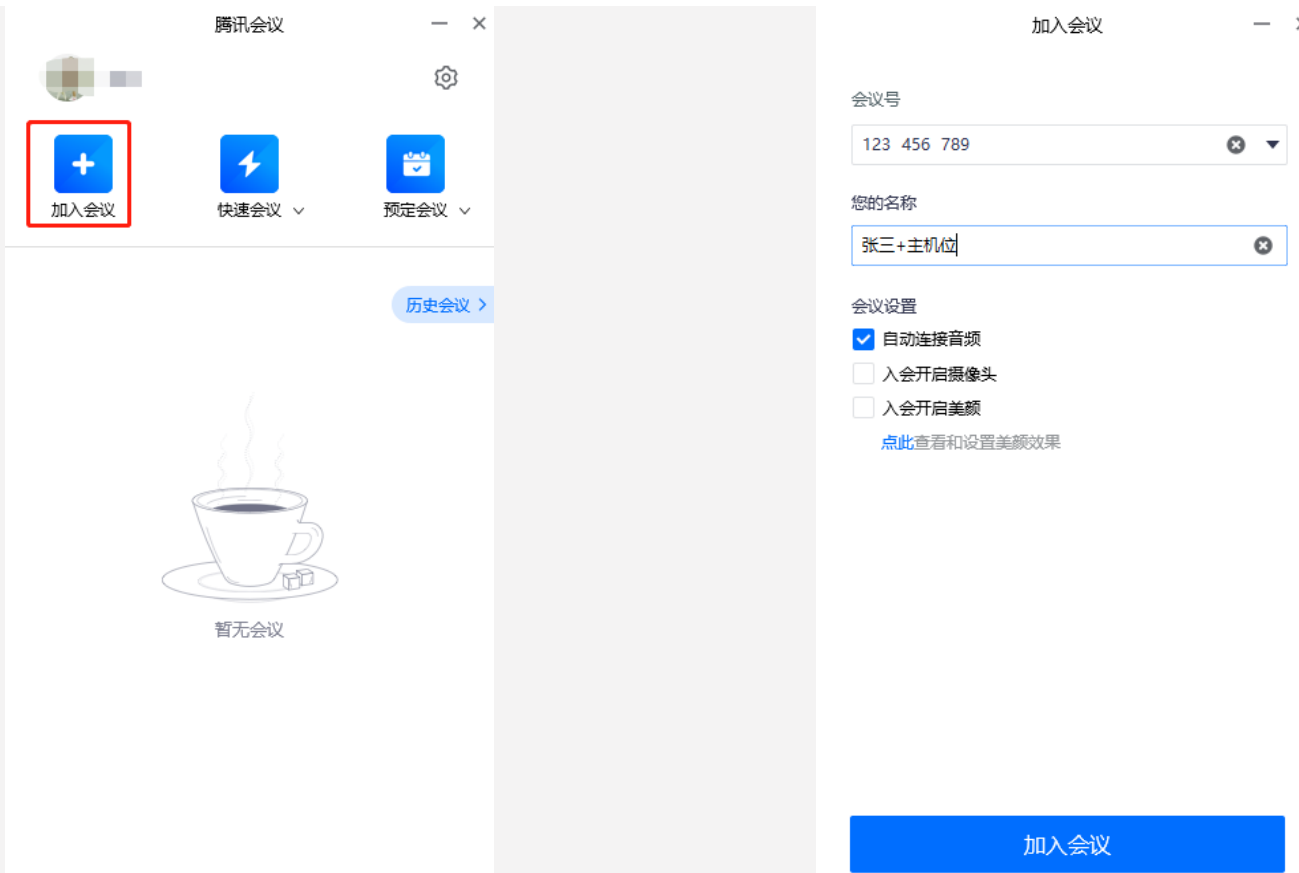 腾讯会议
加入会议
快速会议
预定会议
历史会议
暂无会议
加入会议
会议号
123 456 789
您的名称
张三+主机位
会议设置
自动连接音频
入会开启摄像头
入会开启美颜
点此查看和设置美颜效果
加入会议